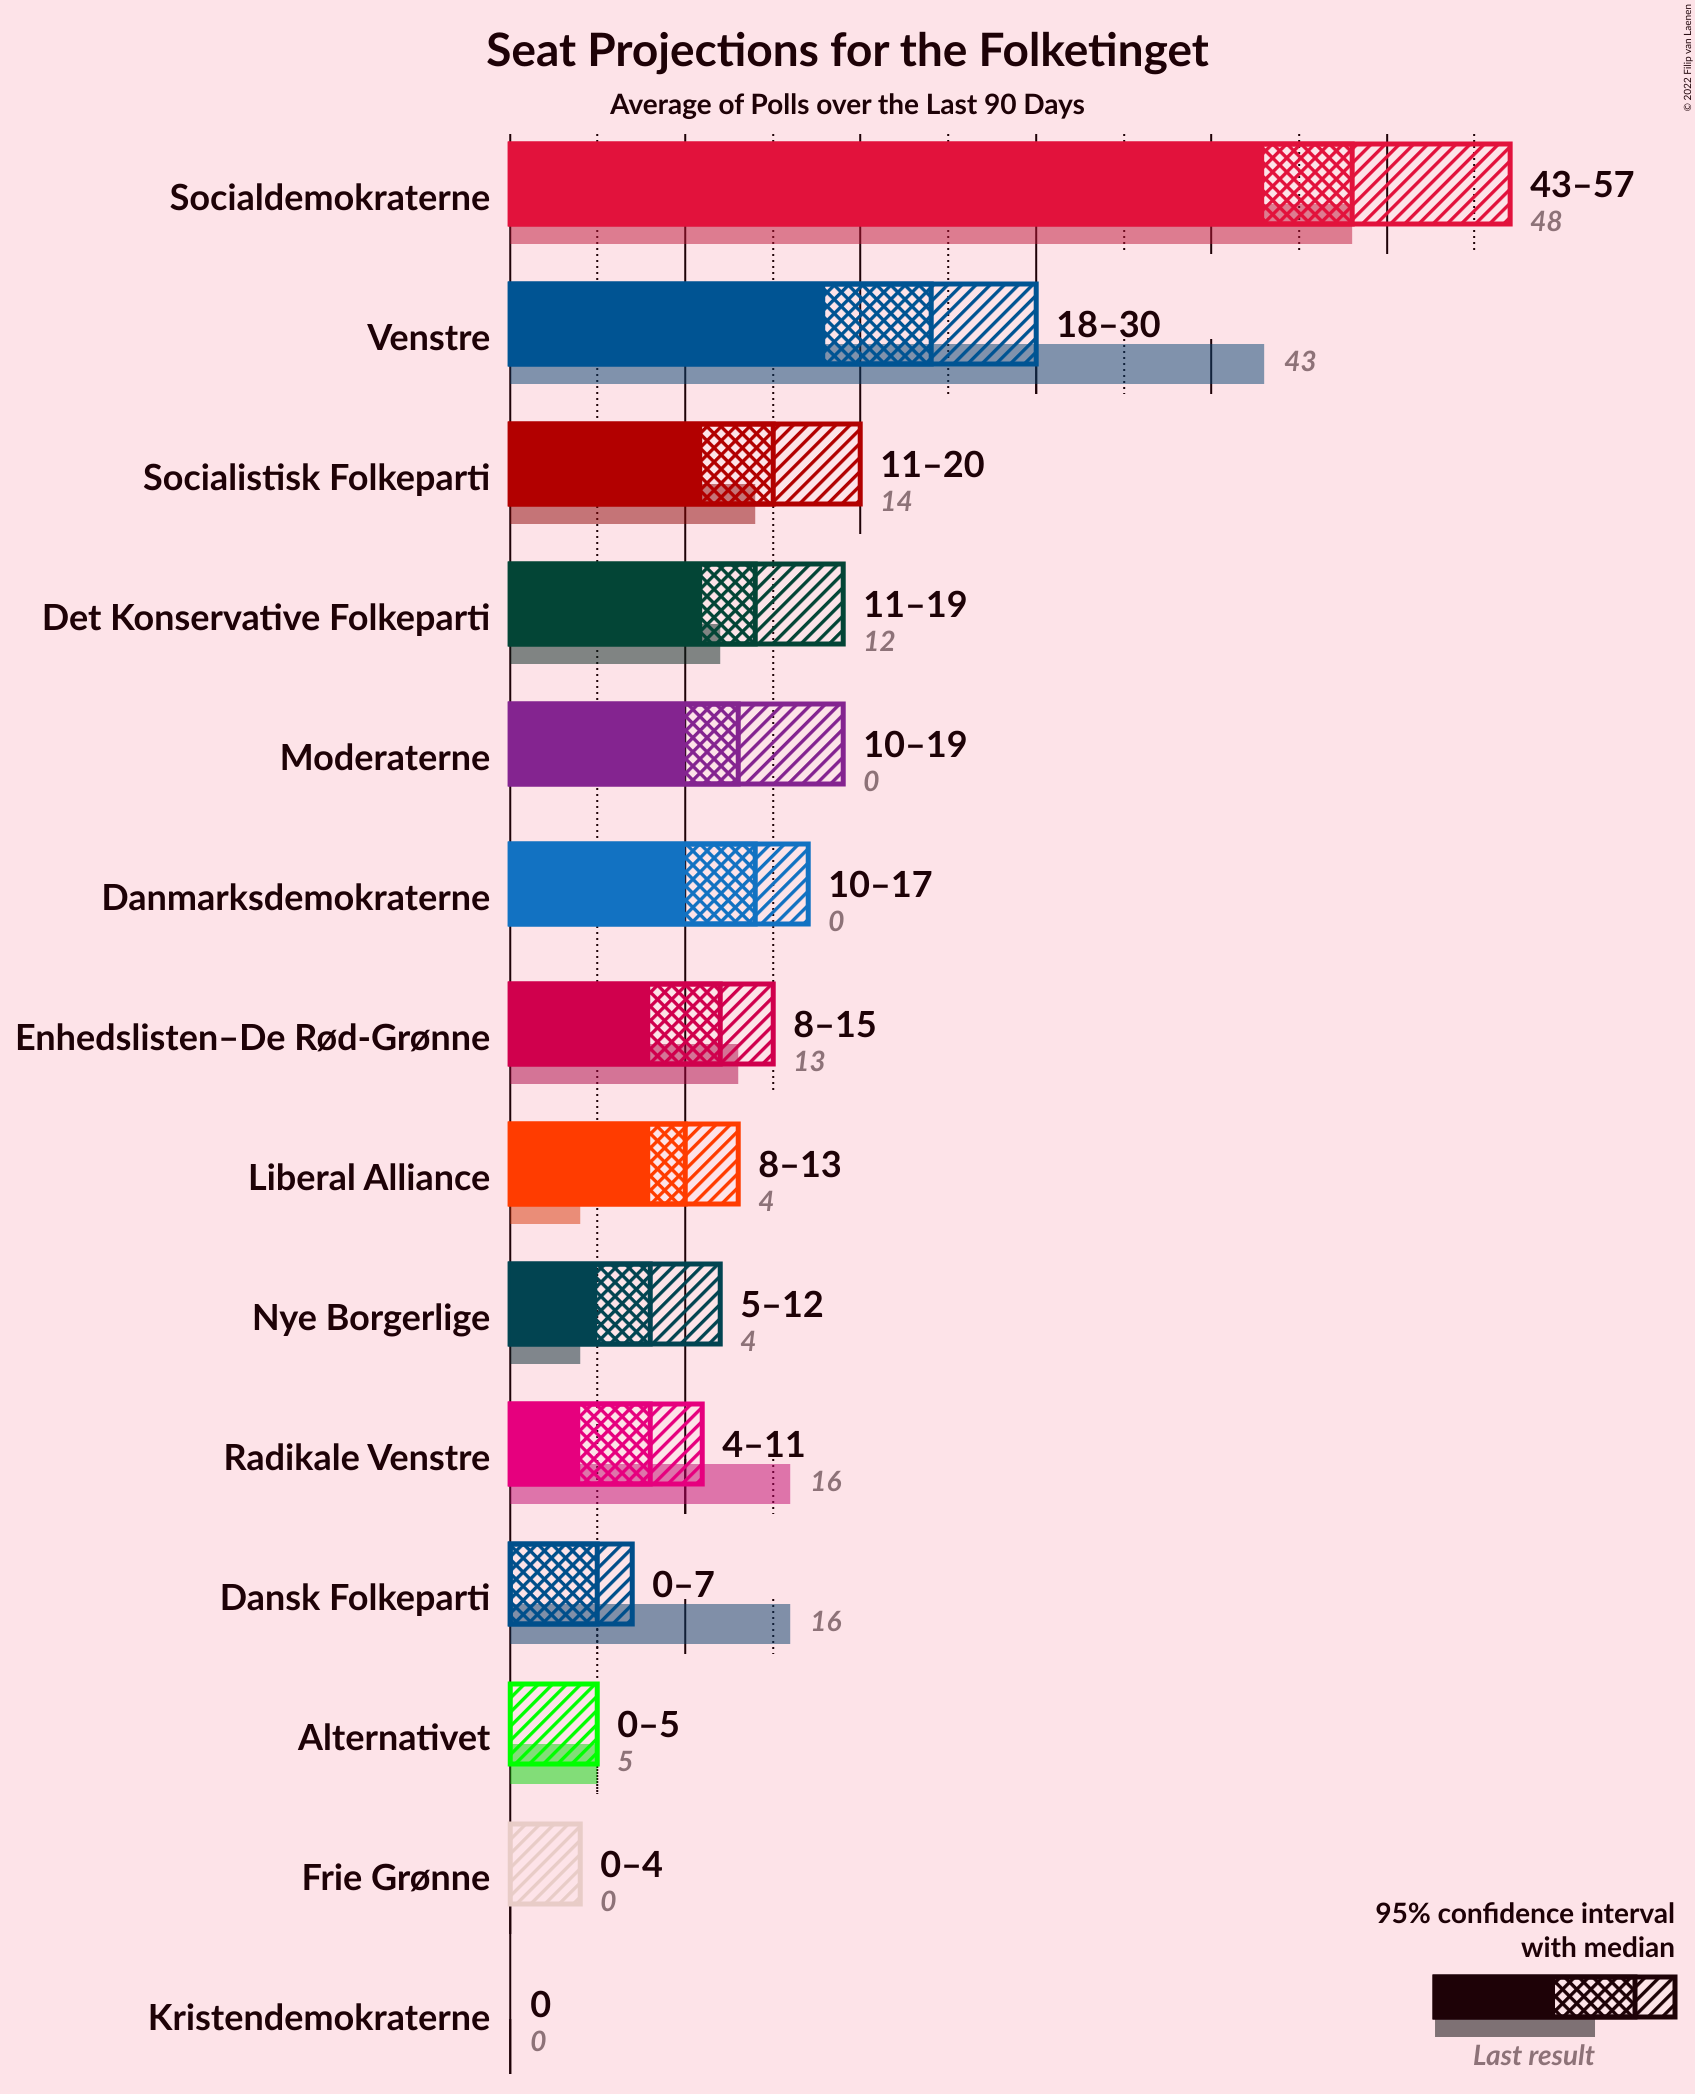 Seat Projections for the Folketinget
Average of Polls over the Last 90 Days
© 2022 Filip van Laenen
Socialdemokraterne
43–57
48
Venstre
18–30
43
Socialistisk Folkeparti
11–20
14
Det Konservative Folkeparti
11–19
12
Moderaterne
10–19
0
Danmarksdemokraterne
10–17
0
Enhedslisten–De Rød-Grønne
8–15
13
Liberal Alliance
8–13
4
Nye Borgerlige
5–12
4
Radikale Venstre
4–11
16
Dansk Folkeparti
0–7
16
Alternativet
0–5
5
Frie Grønne
0–4
0
Kristendemokraterne
0
0
95% confidence interval
with median
Last result